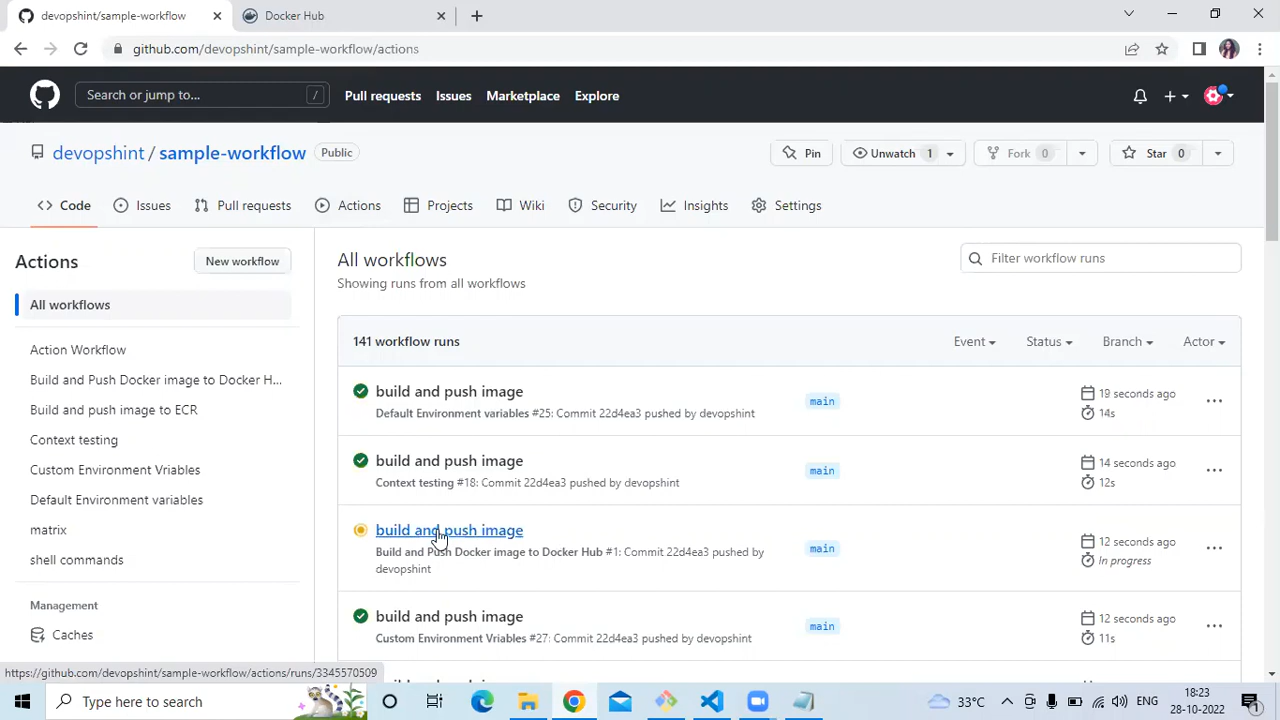 devopshint/sample-workflow
Docker Hub
github.com/devopshint/sample-workflow/actions
Search or jump to...
/
Pull requests
Issues
Marketplace
Explore
devopshint / sample-workflow
Public
Pin
Unwatch 1
Fork 0
Star 0
Code
Issues
Pull requests
Actions
Projects
Wiki
Security
Insights
Settings
Actions
New workflow
All workflows
Action Workflow
Build and Push Docker image to Docker H...
Build and push image to ECR
Context testing
Custom Environment Vriables
Default Environment variables
matrix
shell commands
Management
Caches
All workflows
Showing runs from all workflows
Filter workflow runs
141 workflow runs
Event
Status
Branch
Actor
build and push image
Default Environment variables #25: Commit 22d4ea3 pushed by devopshint
main
19 seconds ago
14s
build and push image
Context testing #18: Commit 22d4ea3 pushed by devopshint
main
14 seconds ago
12s
build and push image
Build and Push Docker image to Docker Hub #1: Commit 22d4ea3 pushed by
devopshint
main
12 seconds ago
In progress
build and push image
Custom Environment Vriables #27: Commit 22d4ea3 pushed by devopshint
main
12 seconds ago
11s
https://github.com/devopshint/sample-workflow/actions/runs/3345570509
Type here to search
33°C
ENG
18:23
28-10-2022
1